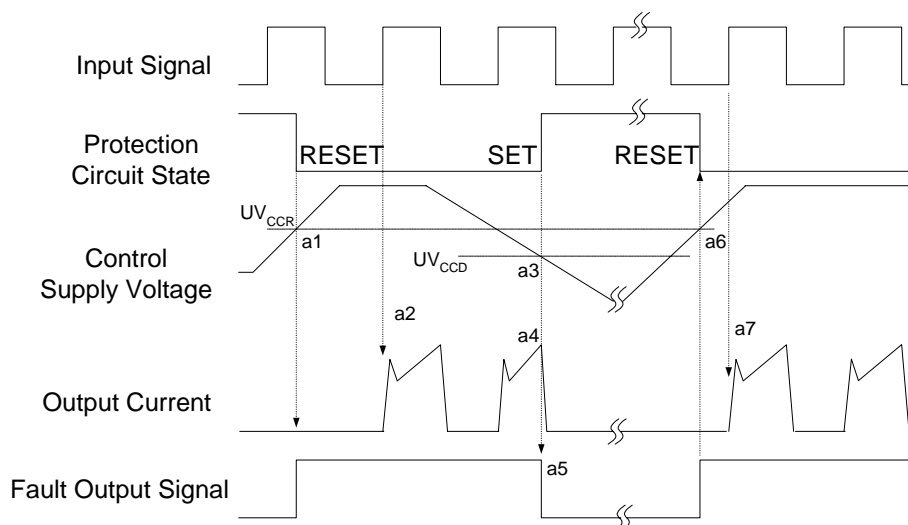 Input Signal
Protection
Circuit State
RESET
SET
RESET
UVCCR
a1
a6
Control
Supply Voltage
UVCCD
a3
a2
a4
a7
Output Current
a5
Fault Output Signal